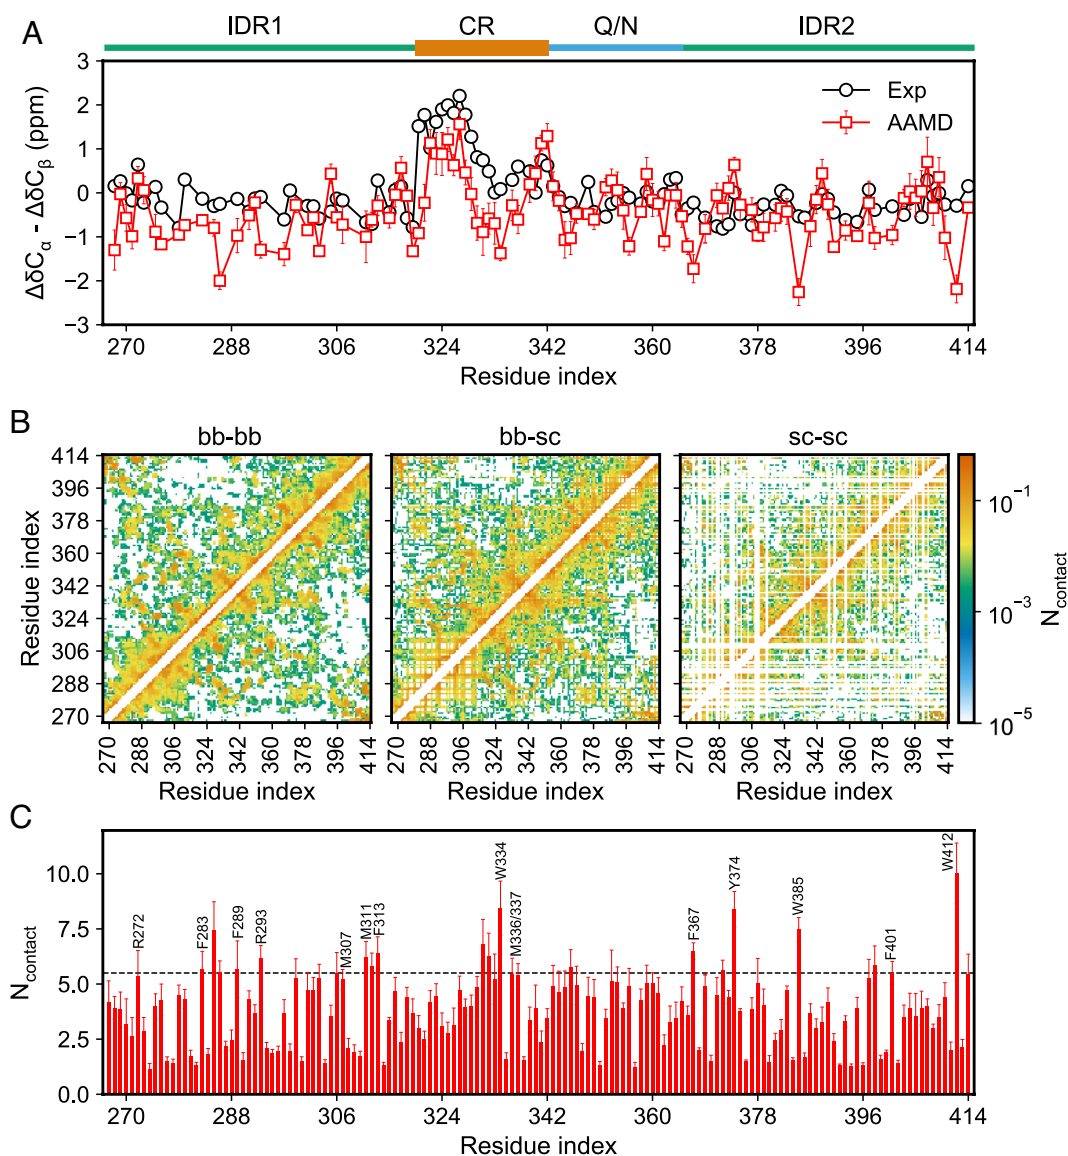 A
IDR1 CR Q/N IDR2
3
2
1
0
−1
−2
−3
ΔδCα - ΔδCβ (ppm)
Exp
AAMD
270 288 306 324 342 360 378 396 414
Residue index
B
bb-bb bb-sc sc-sc
414
396
378
360
342
324
306
288
270
Residue index
270 288 306 324 342 360 378 396 414
270 288 306 324 342 360 378 396 414
270 288 306 324 342 360 378 396 414
Residue index Residue index Residue index
10⁻¹
10⁻³
10⁻⁵
Ncontact
C
10.0
7.5
5.0
2.5
0.0
Ncontact
R272
F283
F289
R293
M307
M311
F313
W334
M336/337
F367
Y374
W385
F401
W412
270 288 306 324 342 360 378 396 414
Residue index